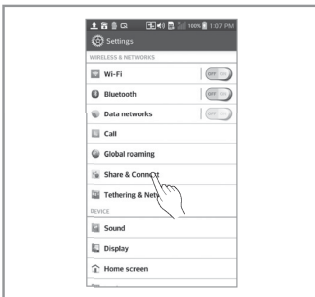 100% 1:07 PM
Settings
WIRELESS & NETWORKS
Wi-Fi
OFF
Bluetooth
OFF
Data networks
OFF
Call
Global roaming
Share & Connect
Tethering &
DEVICE
Sound
Display
Home screen